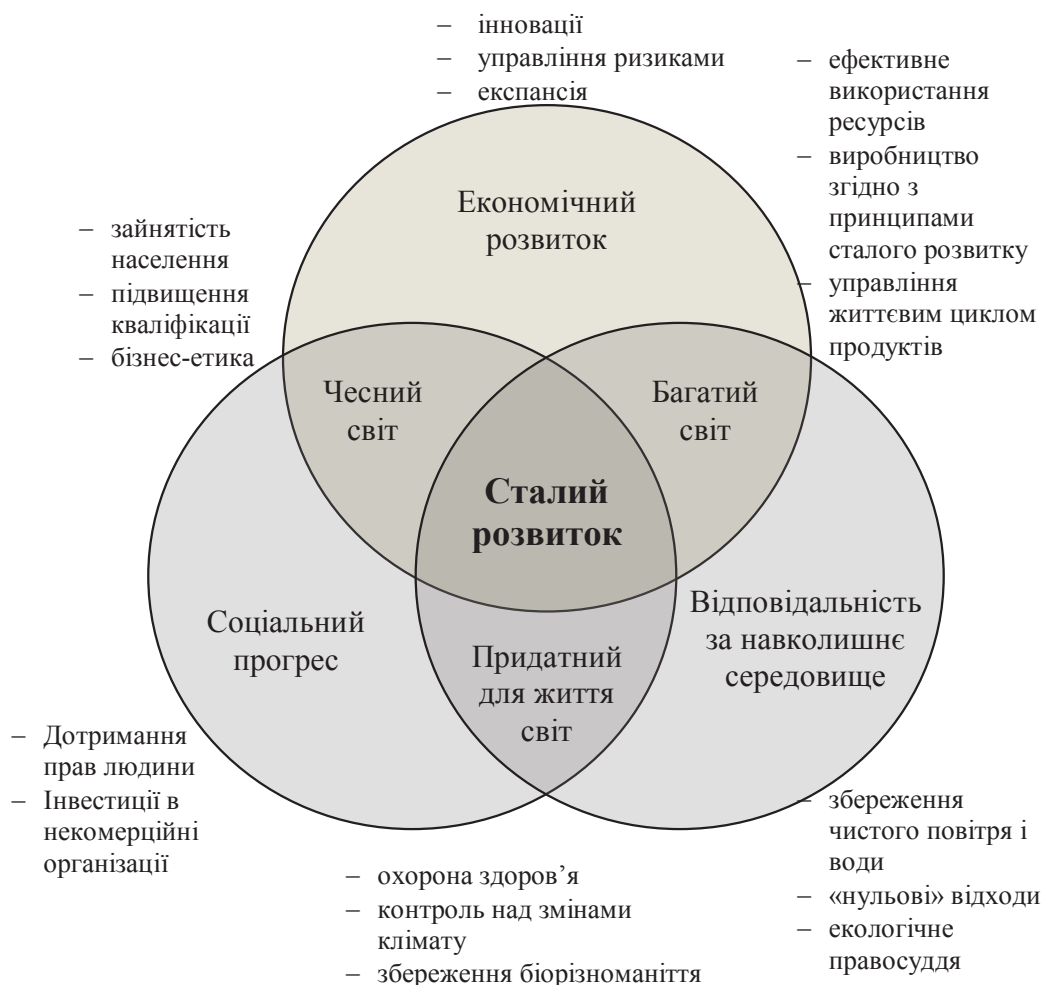 – інновації
– управління ризиками
– експансія
– ефективне
використання
ресурсів
– виробництво
згідно з
принципами
сталого розвитку
– управління
життєвим циклом
продуктів
Економічний
розвиток
– зайнятість
населення
– підвищення
кваліфікації
– бізнес-етика
Чесний
світ
Багатий
світ
Сталий
розвиток
Соціальний
прогрес
Відповідальність
за навколишнє
середовище
Придатний
для життя
світ
– Дотримання
прав людини
– Інвестиції в
некомерційні
організації
– охорона здоров’я
– контроль над змінами
клімату
– збереження біорізноманіття
– збереження
чистого повітря і
води
– «нульові» відходи
– екологічне
правосуддя